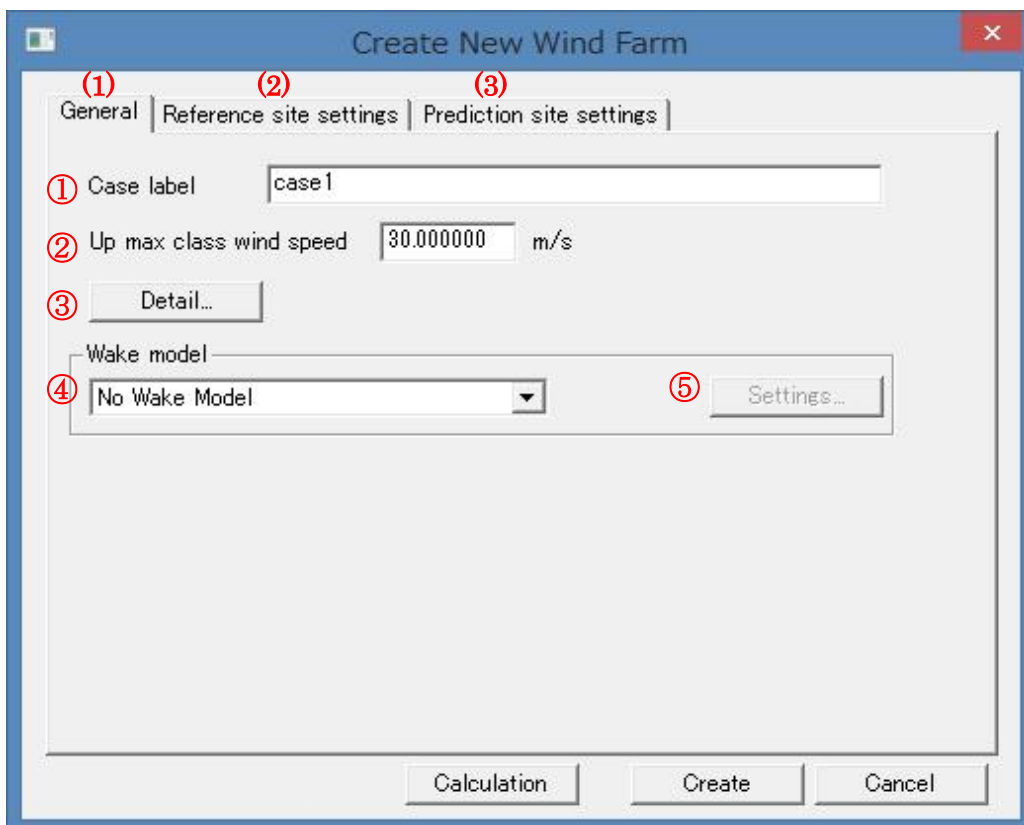 Create New Wind Farm
(1) (2) (3)
General Reference site settings Prediction site settings
① Case label case1
② Up max class wind speed 30.000000 m/s
③ Detail...
Wake model
④ No Wake Model ⑤ Settings...
Calculation Create Cancel